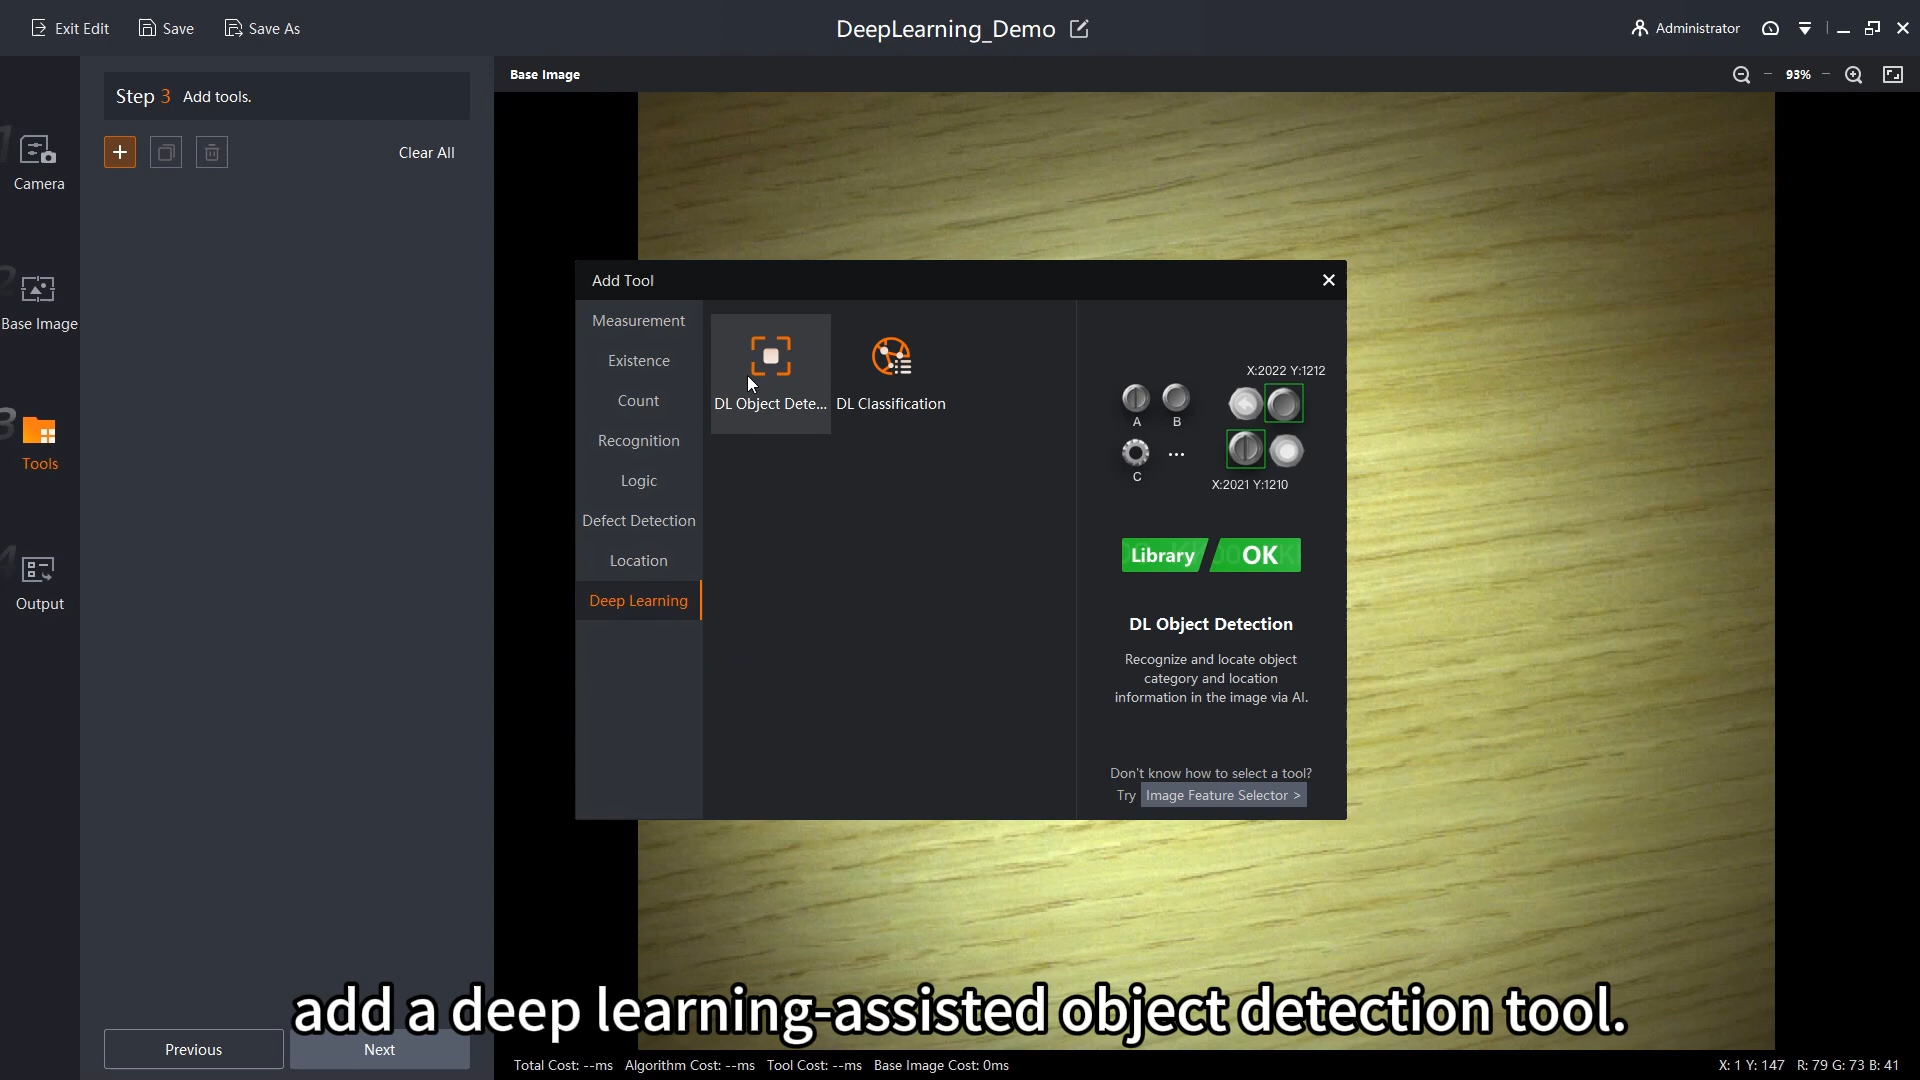 Exit Edit
Save
Save As
DeepLearning_Demo
Administrator
Step 3 Add tools.
Base Image
93%
Clear All
1
Camera
2
Base Image
3
Tools
4
Output
Add Tool
Measurement
Existence
Count
Recognition
Logic
Defect Detection
Location
Deep Learning
DL Object Dete...
DL Classification
X:2022 Y:1212
A
B
C
...
X:2021 Y:1210
Library
OK
DL Object Detection
Recognize and locate object
category and location
information in the image via AI.
Don't know how to select a tool?
Try Image Feature Selector >
add a deep learning-assisted object detection tool.
Previous
Next
Total Cost: --ms Algorithm Cost: --ms Tool Cost: --ms Base Image Cost: 0ms
X: 1 Y: 147 R: 79 G: 73 B: 41